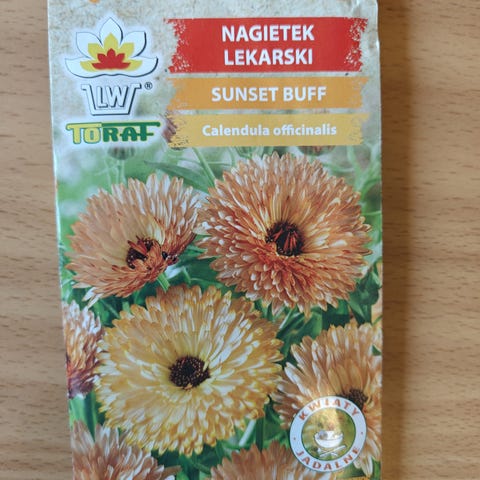 NAGIETEK
LEKARSKI
SUNSET BUFF
Calendula officinalis
LW®
TORAF
KWIATY
JADALNE